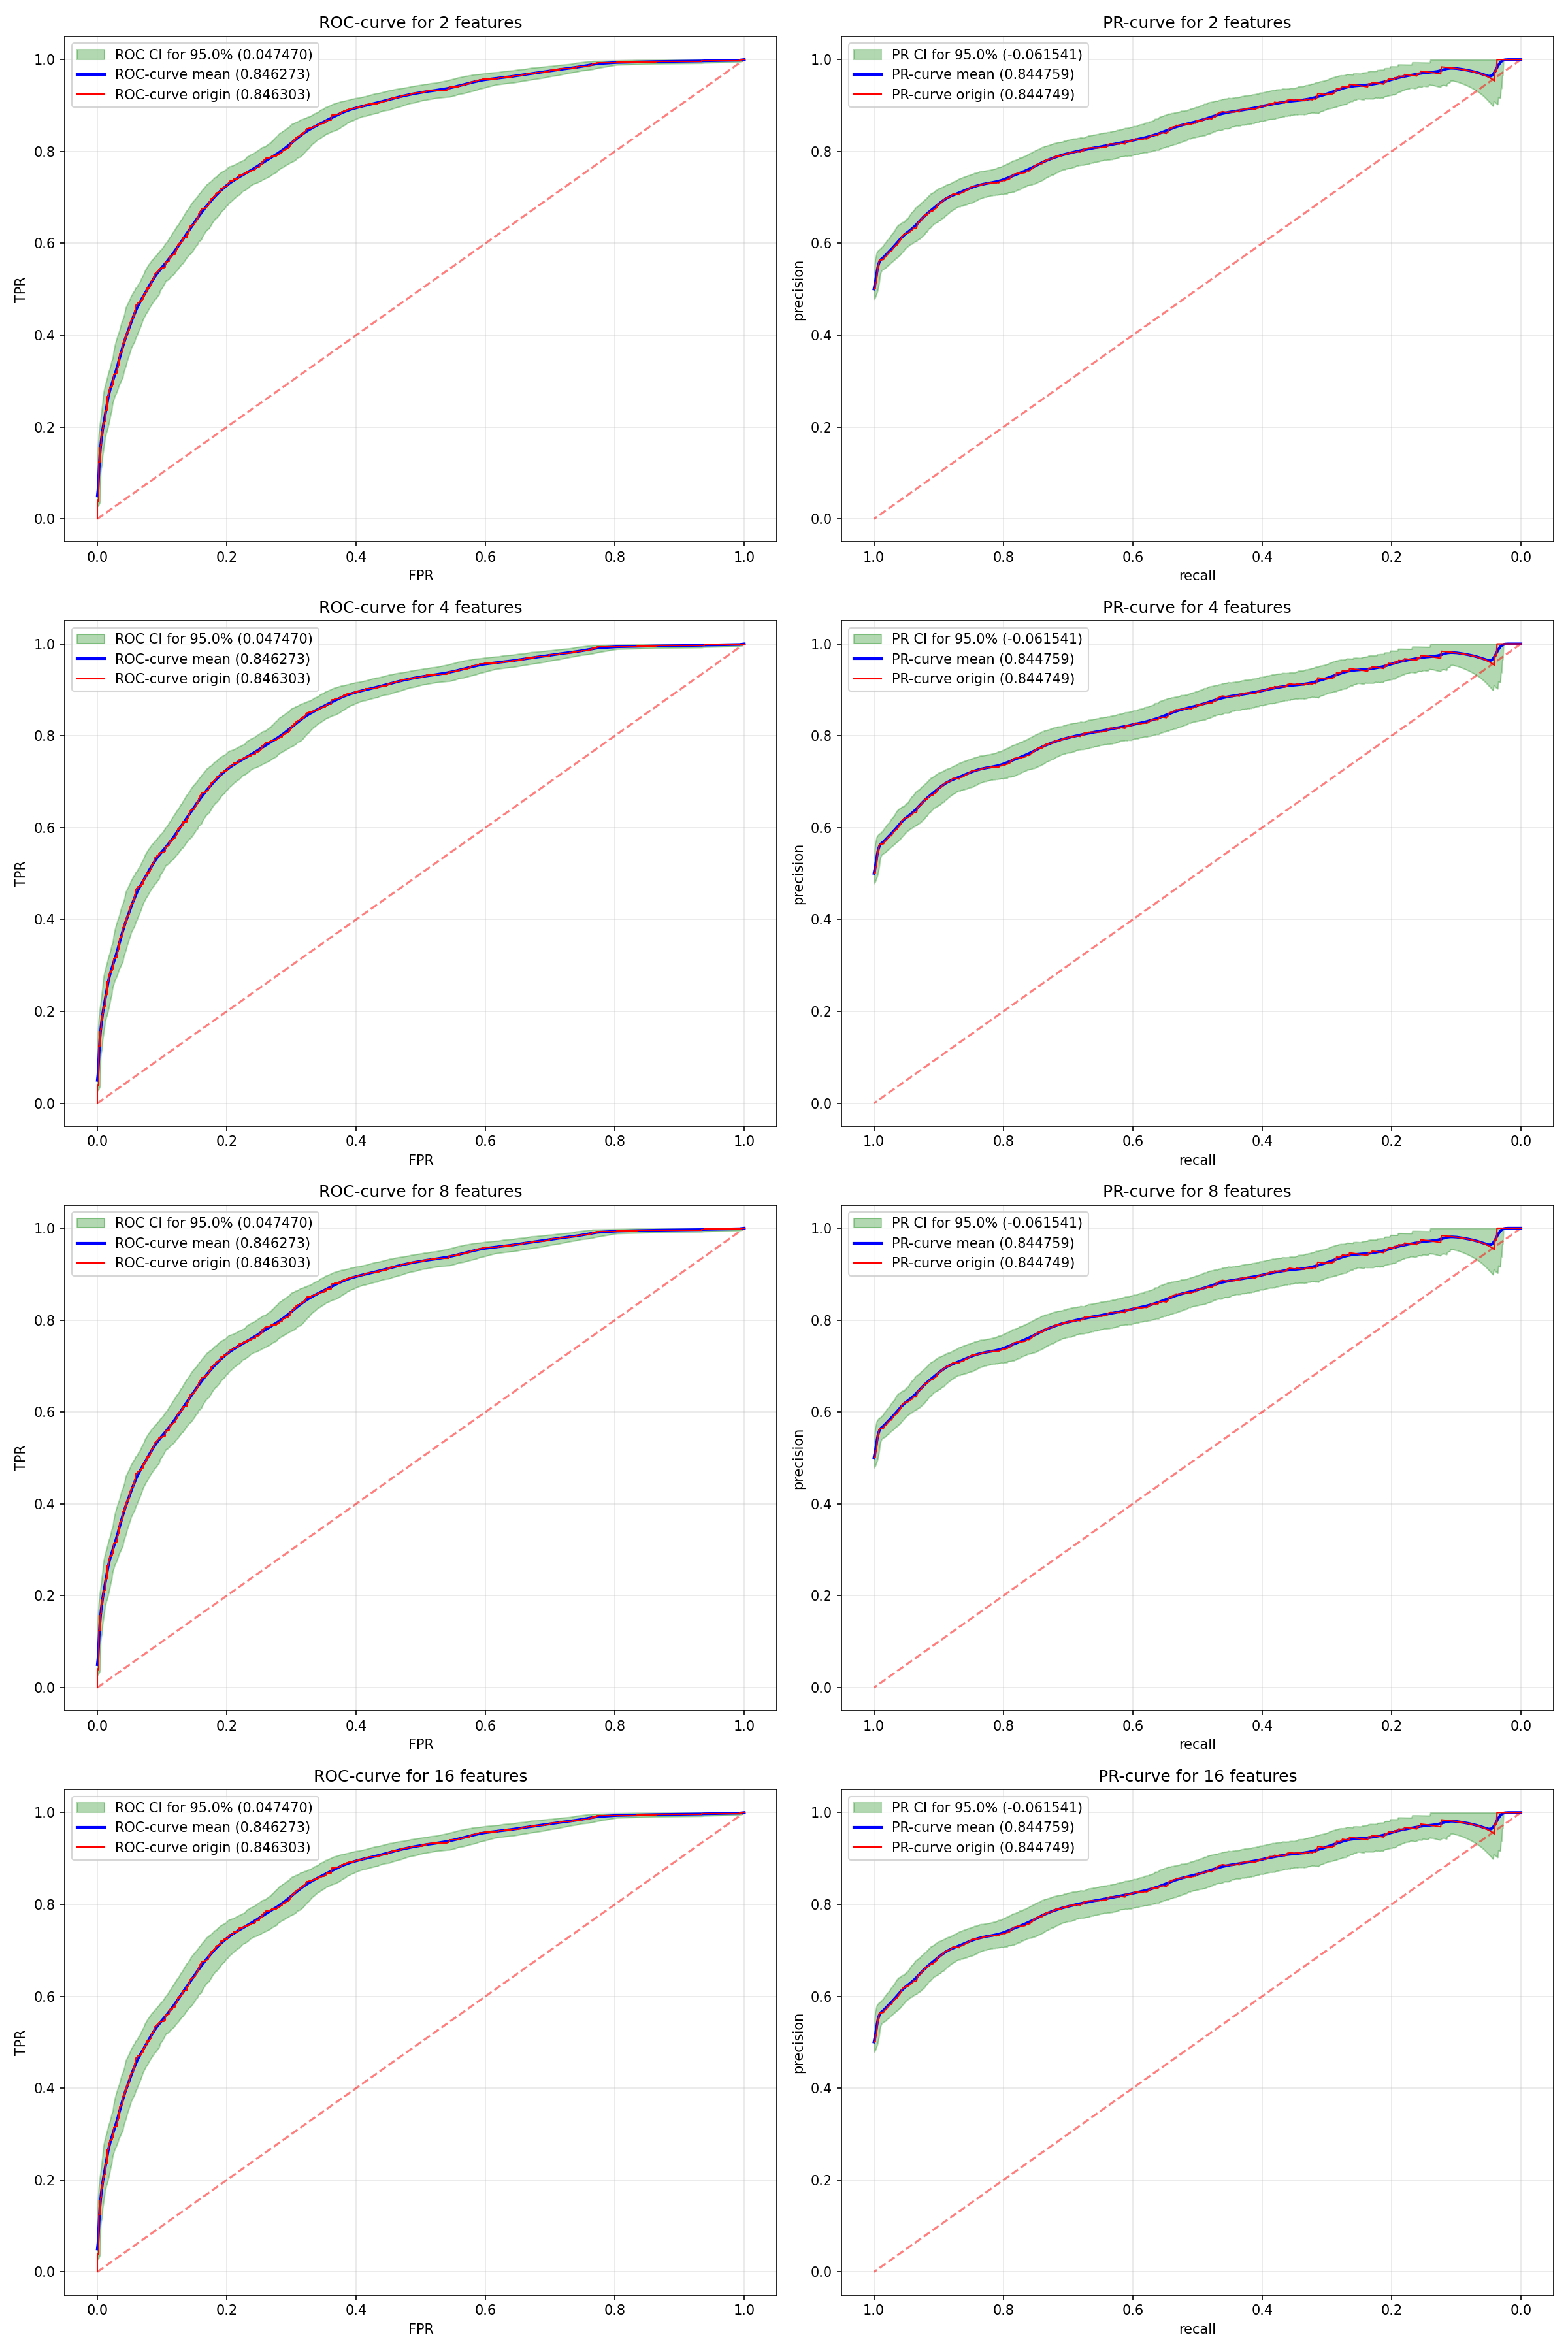 ROC-curve for 2 features
ROC CI for 95.0% (0.047470)
ROC-curve mean (0.846273)
ROC-curve origin (0.846303)
TPR
1.0
0.8
0.6
0.4
0.2
0.0
0.0 0.2 0.4 0.6 0.8 1.0
FPR
PR-curve for 2 features
PR CI for 95.0% (-0.061541)
PR-curve mean (0.844759)
PR-curve origin (0.844749)
precision
1.0
0.8
0.6
0.4
0.2
0.0
1.0 0.8 0.6 0.4 0.2 0.0
recall
ROC-curve for 4 features
ROC CI for 95.0% (0.047470)
ROC-curve mean (0.846273)
ROC-curve origin (0.846303)
TPR
1.0
0.8
0.6
0.4
0.2
0.0
0.0 0.2 0.4 0.6 0.8 1.0
FPR
PR-curve for 4 features
PR CI for 95.0% (-0.061541)
PR-curve mean (0.844759)
PR-curve origin (0.844749)
precision
1.0
0.8
0.6
0.4
0.2
0.0
1.0 0.8 0.6 0.4 0.2 0.0
recall
ROC-curve for 8 features
ROC CI for 95.0% (0.047470)
ROC-curve mean (0.846273)
ROC-curve origin (0.846303)
TPR
1.0
0.8
0.6
0.4
0.2
0.0
0.0 0.2 0.4 0.6 0.8 1.0
FPR
PR-curve for 8 features
PR CI for 95.0% (-0.061541)
PR-curve mean (0.844759)
PR-curve origin (0.844749)
precision
1.0
0.8
0.6
0.4
0.2
0.0
1.0 0.8 0.6 0.4 0.2 0.0
recall
ROC-curve for 16 features
ROC CI for 95.0% (0.047470)
ROC-curve mean (0.846273)
ROC-curve origin (0.846303)
TPR
1.0
0.8
0.6
0.4
0.2
0.0
0.0 0.2 0.4 0.6 0.8 1.0
FPR
PR-curve for 16 features
PR CI for 95.0% (-0.061541)
PR-curve mean (0.844759)
PR-curve origin (0.844749)
precision
1.0
0.8
0.6
0.4
0.2
0.0
1.0 0.8 0.6 0.4 0.2 0.0
recall